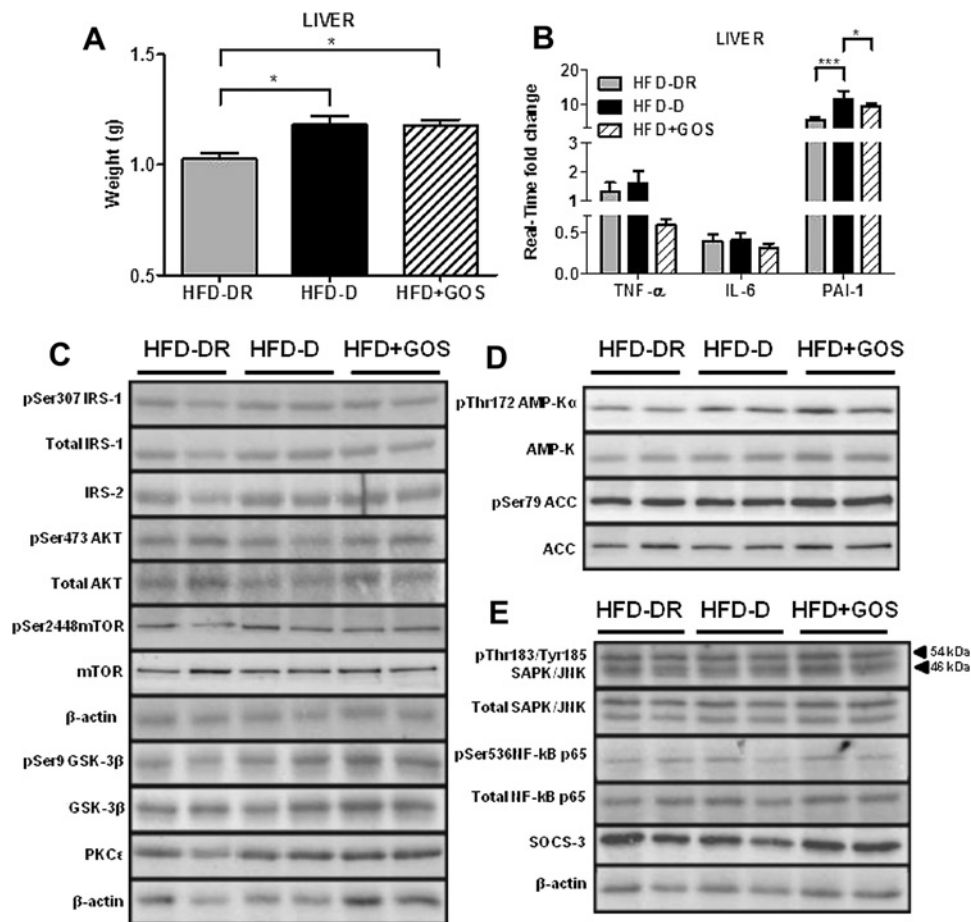 A
LIVER
*
*
Weight (g)
1.5
1.0
0.5
HFD-DR
HFD-D
HFD+GOS
B
LIVER
HFD-DR
HFD-D
HFD+GOS
***
*
Real-Time fold change
20
10
0
2
1
0.5
0.0
TNF-α
IL-6
PAI-1
C
HFD-DR
HFD-D
HFD+GOS
pSer307 IRS-1
Total IRS-1
IRS-2
pSer473 AKT
Total AKT
pSer2448mTOR
mTOR
β-actin
pSer9 GSK-3β
GSK-3β
PKCε
β-actin
D
HFD-DR
HFD-D
HFD+GOS
pThr172 AMP-Kα
AMP-K
pSer79 ACC
ACC
E
HFD-DR
HFD-D
HFD+GOS
pThr183/Tyr185
SAPK/JNK
54 kDa
46 kDa
Total SAPK/JNK
pSer536NF-kB p65
Total NF-kB p65
SOCS-3
β-actin